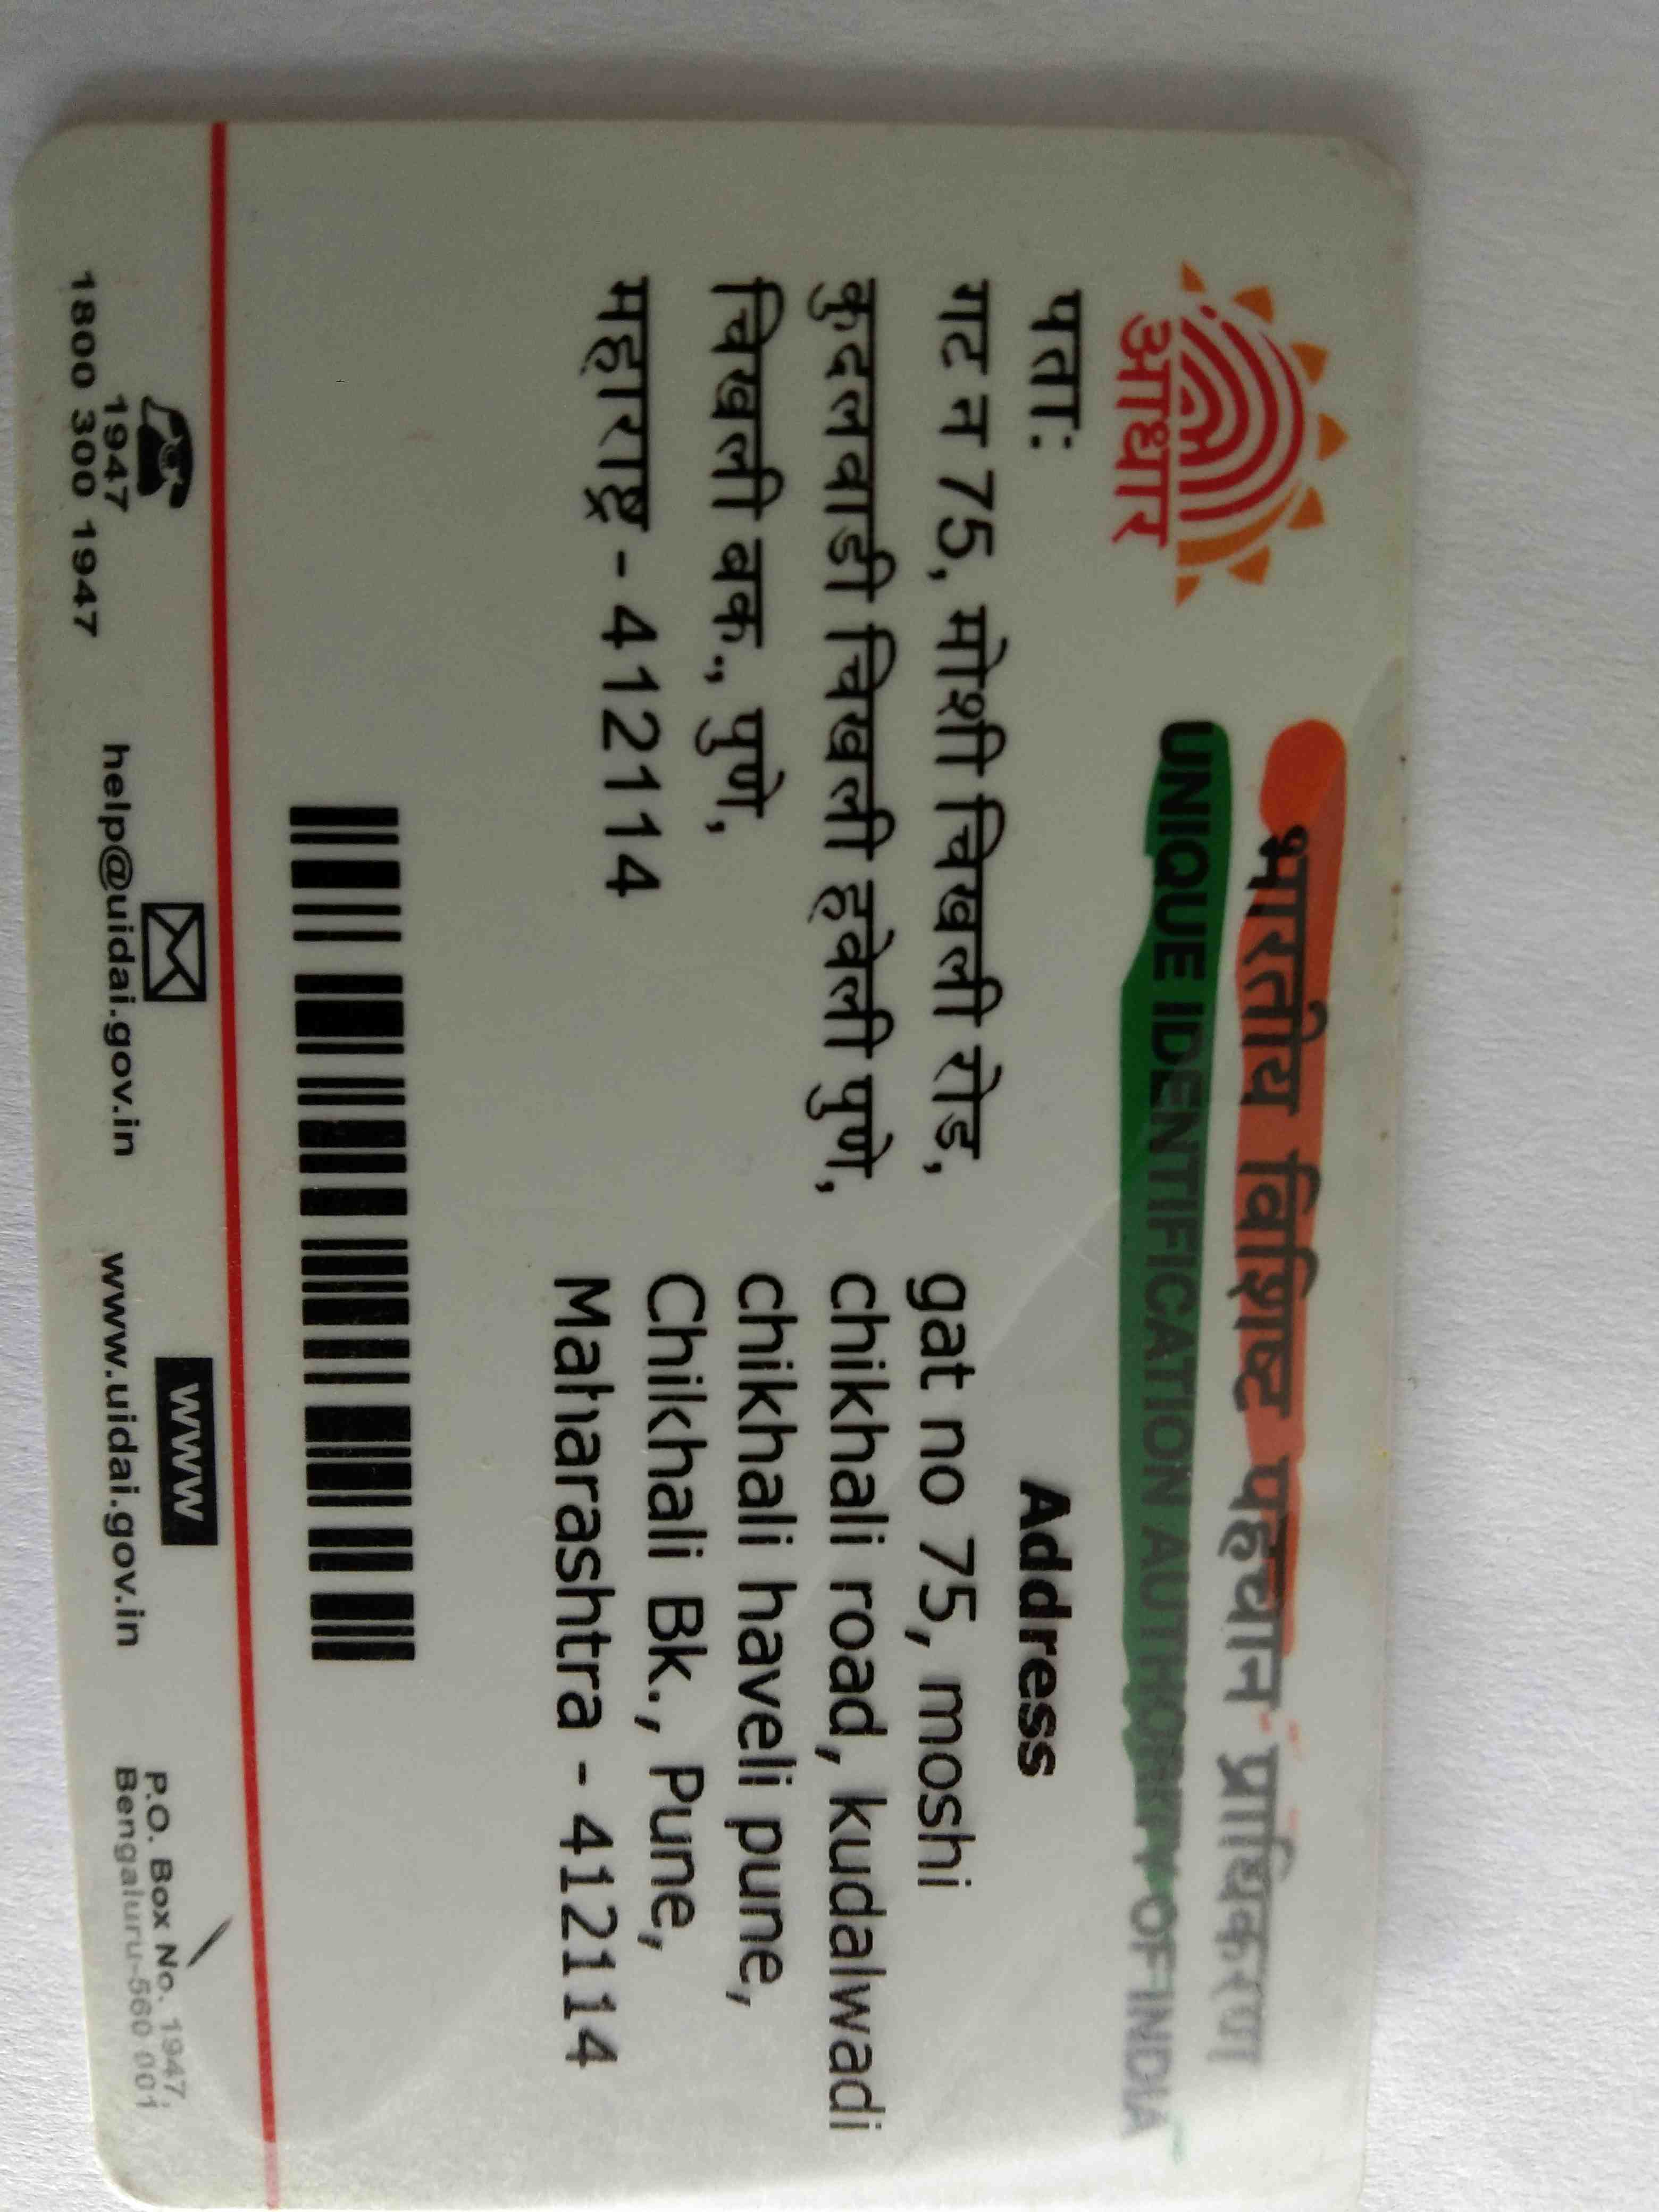 भारतीय विशिष्ट पहचान प्राधिकरण
UNIQUE IDENTIFICATION AUTHORITY OF INDIA
आधार
पता:
गट न 75, मोशी चिखली रोड,
कुदलवाडी चिखली हवेली पुणे,
चिखली बक., पुणे,
महाराष्ट्र - 412114
Address
gat no 75, moshi
chikhali road, kudalwadi
chikhali haveli pune,
Chikhali Bk., Pune,
Maharashtra - 412114
1947
1800 300 1947
help@uidai.gov.in
www
www.uidai.gov.in
P.O. Box No. 1947,
Bengaluru-560 001